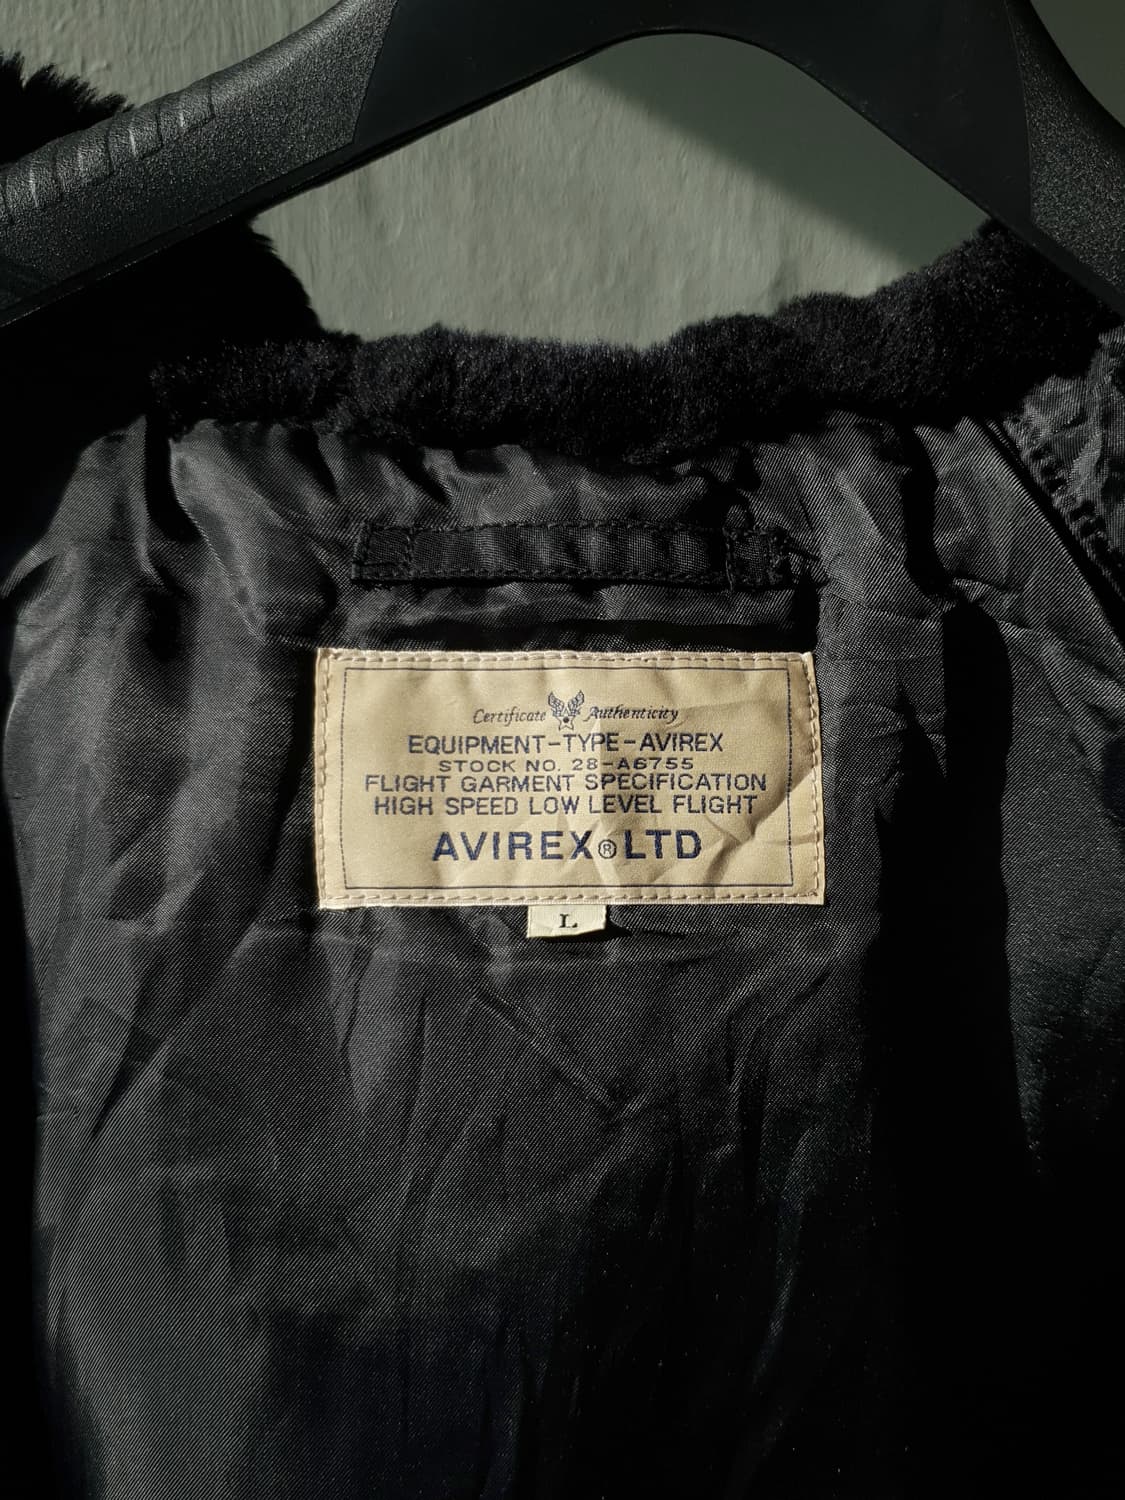 Certificate Authenticity
EQUIPMENT-TYPE-AVIREX
STOCK NO. 28-A6755
FLIGHT GARMENT SPECIFICATION
HIGH SPEED LOW LEVEL FLIGHT
AVIREX® LTD
L